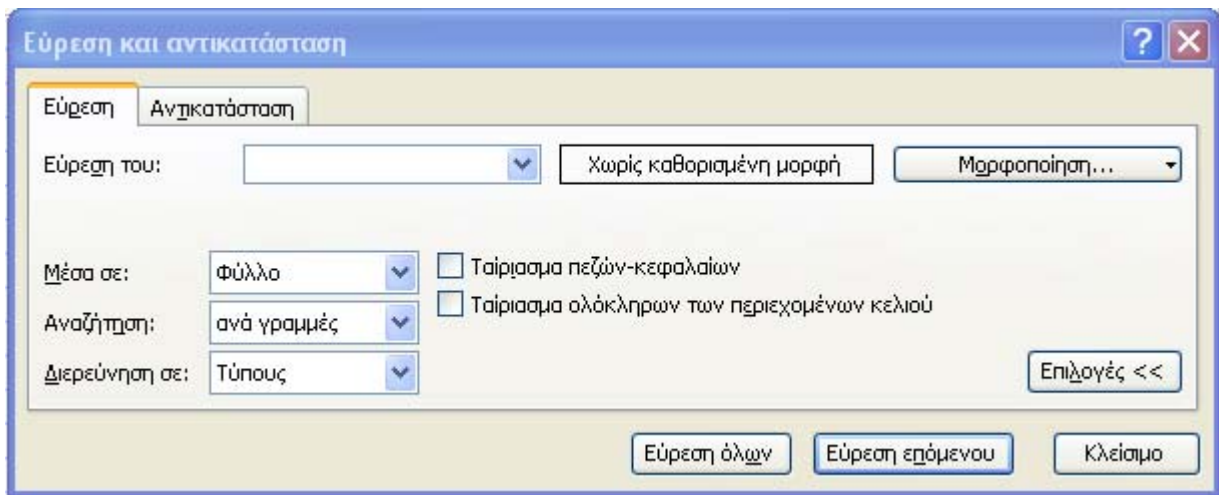 Εύρεση και αντικατάσταση
Εύρεση Αντικατάσταση
Εύρεση του: Χωρίς καθορισμένη μορφή Μορφοποίηση...
Μέσα σε: Φύλλο Ταίριασμα πεζών-κεφαλαίων
Ταίριασμα ολόκληρων των περιεχομένων κελιού
Αναζήτηση: ανά γραμμές
Διερεύνηση σε: Τύπους
Επιλογές <<
Εύρεση όλων Εύρεση επόμενου Κλείσιμο